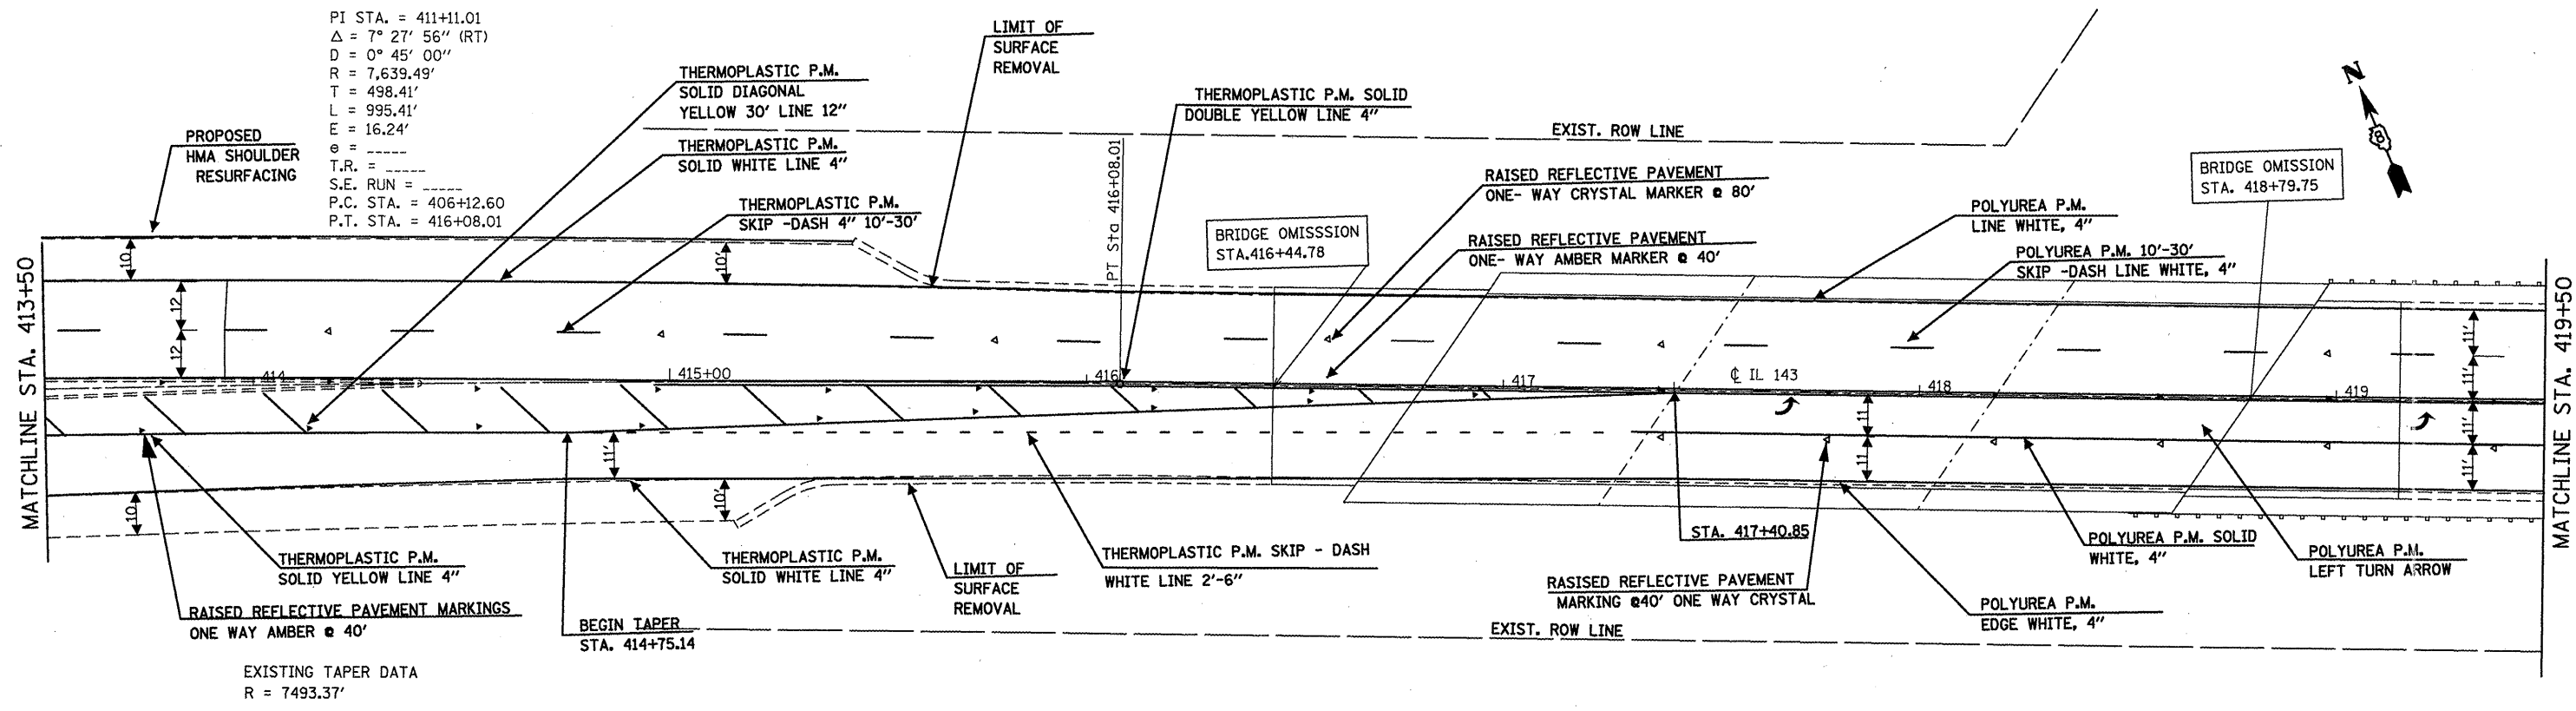 PI STA. = 411+11.01
Δ = 7° 27' 56" (RT)
D = 0° 45' 00"
R = 7,639.49'
T = 498.41'
L = 995.41'
E = 16.24'
e = _____
T.R. = _____
S.E. RUN = _____
P.C. STA. = 406+12.60
P.T. STA. = 416+08.01
PROPOSED
HMA SHOULDER
RESURFACING
THERMOPLASTIC P.M.
SOLID DIAGONAL
YELLOW 30' LINE 12"
THERMOPLASTIC P.M.
SOLID WHITE LINE 4"
THERMOPLASTIC P.M.
SKIP -DASH 4" 10'-30'
LIMIT OF
SURFACE
REMOVAL
THERMOPLASTIC P.M. SOLID
DOUBLE YELLOW LINE 4"
EXIST. ROW LINE
PT Sta 416+08.01
RAISED REFLECTIVE PAVEMENT
ONE- WAY CRYSTAL MARKER @ 80'
BRIDGE OMISSSION
STA.416+44.78
RAISED REFLECTIVE PAVEMENT
ONE- WAY AMBER MARKER @ 40'
POLYUREA P.M.
LINE WHITE, 4"
POLYUREA P.M. 10'-30'
SKIP -DASH LINE WHITE, 4"
BRIDGE OMISSION
STA. 418+79.75
N
8
MATCHLINE STA. 413+50
10'
12
12
10'
414
415+00
416
417
℄ IL 143
418
419
11'
11'
11'
11'
11
11
11'
10'
10'
MATCHLINE STA. 419+50
THERMOPLASTIC P.M.
SOLID YELLOW LINE 4"
RAISED REFLECTIVE PAVEMENT MARKINGS
ONE WAY AMBER @ 40'
BEGIN TAPER
STA. 414+75.14
THERMOPLASTIC P.M.
SOLID WHITE LINE 4"
LIMIT OF
SURFACE
REMOVAL
THERMOPLASTIC P.M. SKIP - DASH
WHITE LINE 2'-6"
STA. 417+40.85
RASISED REFLECTIVE PAVEMENT
MARKING @40' ONE WAY CRYSTAL
POLYUREA P.M. SOLID
WHITE, 4"
POLYUREA P.M.
LEFT TURN ARROW
POLYUREA P.M.
EDGE WHITE, 4"
EXIST. ROW LINE
EXISTING TAPER DATA
R = 7493.37'